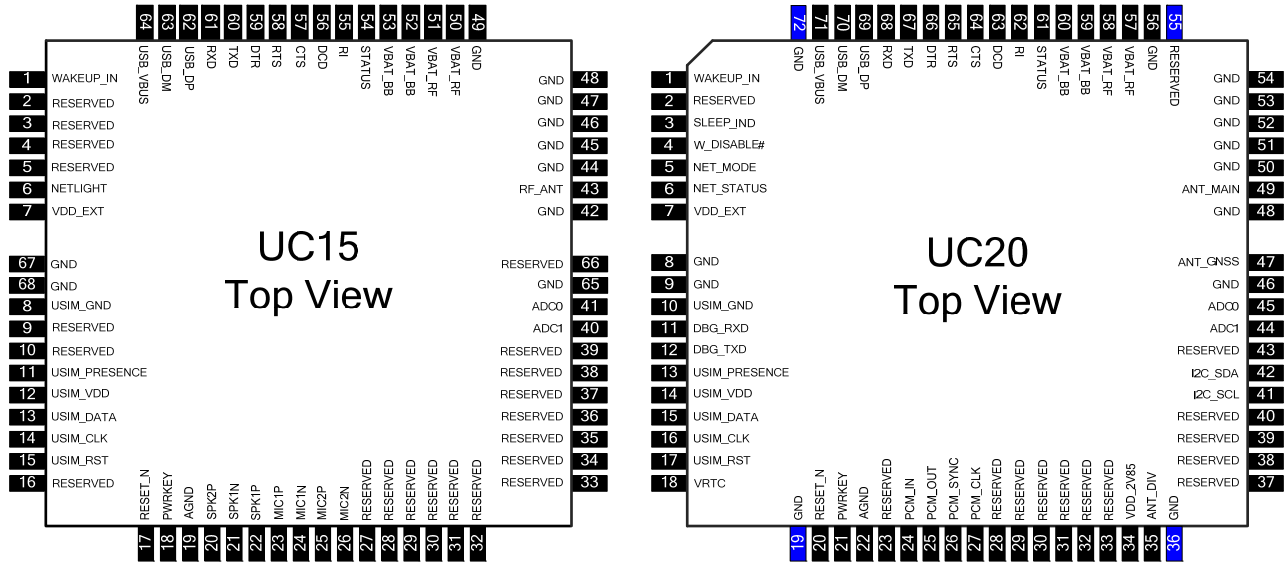 64 63 62 61 60 59 58 57 56 55 54 53 52 51 50 49
USB_VBUS USB_DM USB_DP RXD TXD DTR RTS CTS DCD RI STATUS VBAT_BB VBAT_BB VBAT_RF VBAT_RF GND
1 WAKEUP_IN
2 RESERVED
3 RESERVED
4 RESERVED
5 RESERVED
6 NETLIGHT
7 VDD_EXT
67 GND
68 GND
8 USIM_GND
9 RESERVED
10 RESERVED
11 USIM_PRESENCE
12 USIM_VDD
13 USIM_DATA
14 USIM_CLK
15 USIM_RST
16 RESERVED
UC15
Top View
GND 48
GND 47
GND 46
GND 45
GND 44
RF_ANT 43
GND 42
RESERVED 66
GND 65
ADC0 41
ADC1 40
RESERVED 39
RESERVED 38
RESERVED 37
RESERVED 36
RESERVED 35
RESERVED 34
RESERVED 33
RESET_N PWRKEY AGND SPK2P SPK1N SPK1P MIC1P MIC1N MIC2P MIC2N RESERVED RESERVED RESERVED RESERVED RESERVED RESERVED
17 18 19 20 21 22 23 24 25 26 27 28 29 30 31 32
72 71 70 69 68 67 66 65 64 63 62 61 60 59 58 57 56 55
GND USB_VBUS USB_DM USB_DP RXD TXD DTR RTS CTS DCD RI STATUS VBAT_BB VBAT_BB VBAT_RF VBAT_RF GND RESERVED
1 WAKEUP_IN
2 RESERVED
3 SLEEP_IND
4 W_DISABLE#
5 NET_MODE
6 NET_STATUS
7 VDD_EXT
8 GND
9 GND
10 USIM_GND
11 DBG_RXD
12 DBG_TXD
13 USIM_PRESENCE
14 USIM_VDD
15 USIM_DATA
16 USIM_CLK
17 USIM_RST
18 VRTC
UC20
Top View
GND 54
GND 53
GND 52
GND 51
GND 50
ANT_MAIN 49
GND 48
ANT_GNSS 47
GND 46
ADC0 45
ADC1 44
RESERVED 43
I2C_SDA 42
I2C_SCL 41
RESERVED 40
RESERVED 39
RESERVED 38
RESERVED 37
GND RESET_N PWRKEY AGND RESERVED PCM_IN PCM_OUT PCM_SYNC PCM_CLK RESERVED RESERVED RESERVED RESERVED RESERVED RESERVED VDD_2V85 ANT_DIV GND
19 20 21 22 23 24 25 26 27 28 29 30 31 32 33 34 35 36